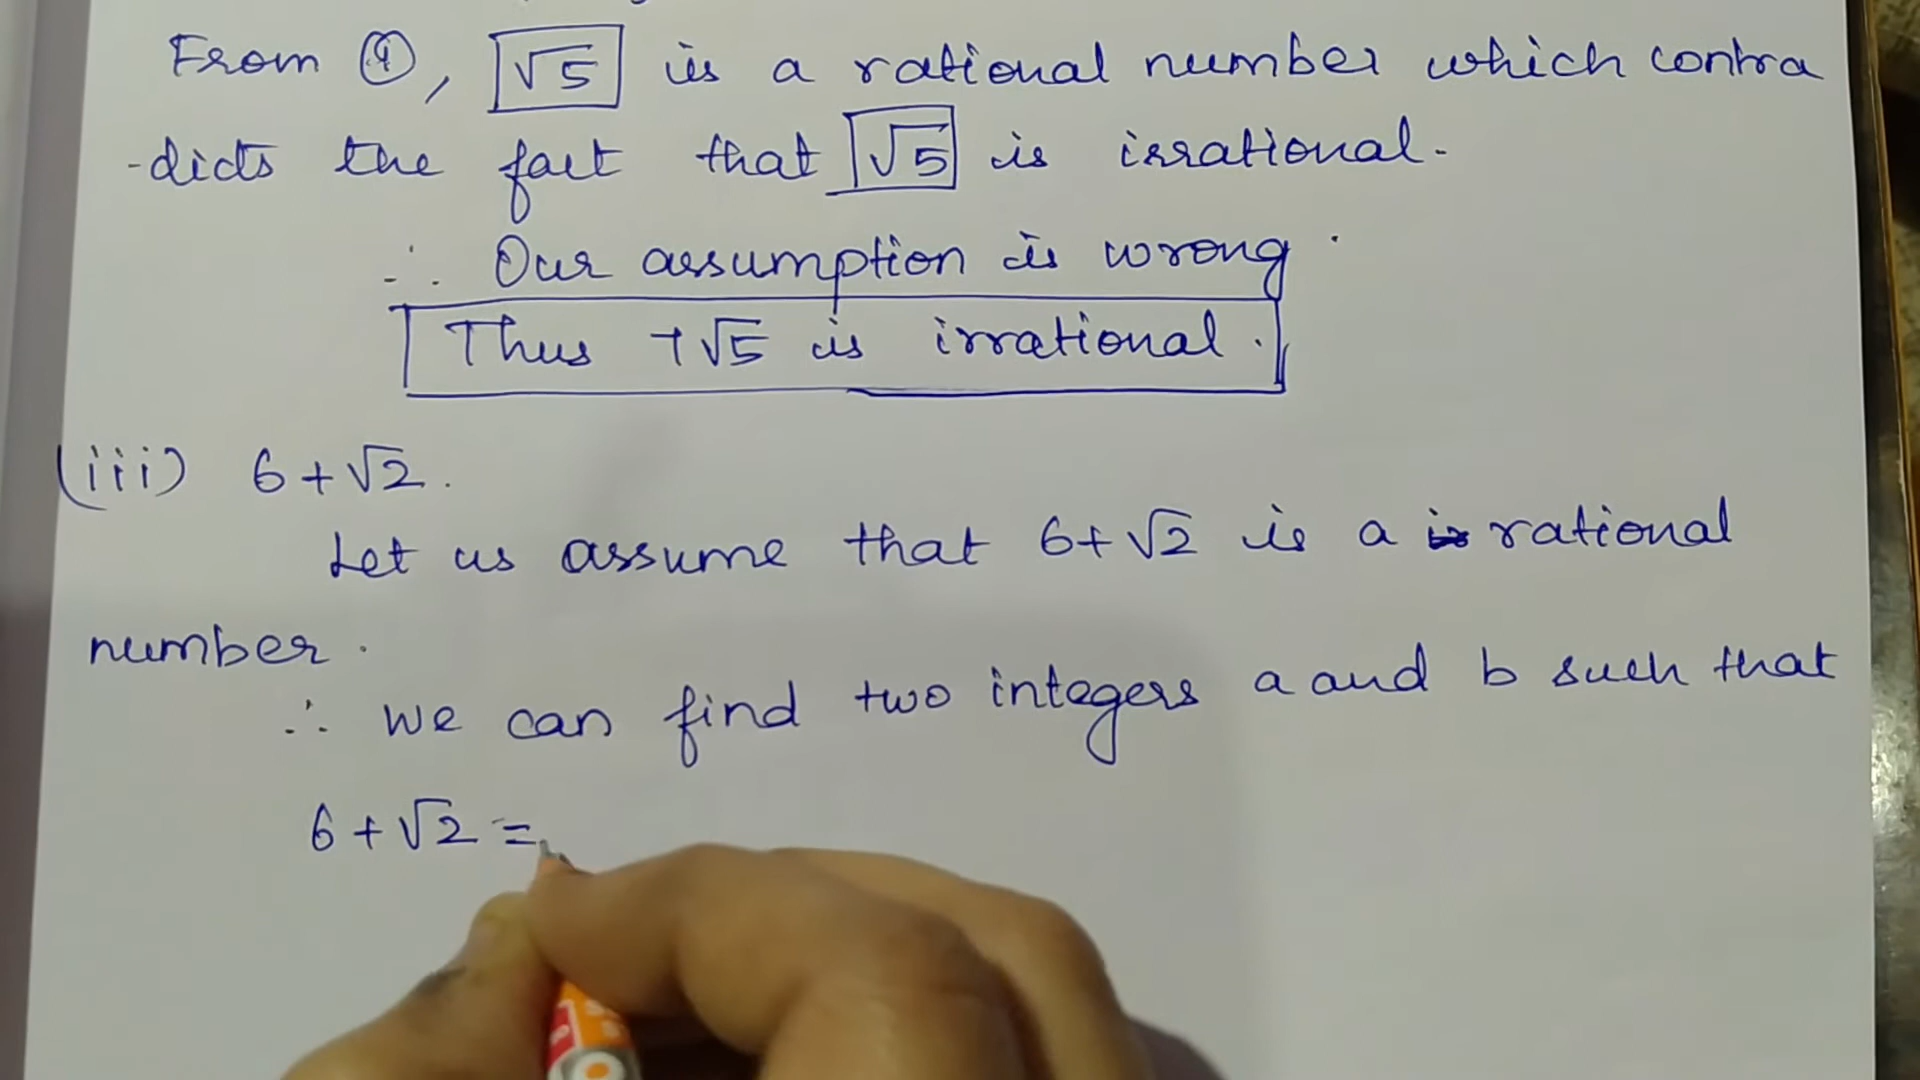 From ④, √5 is a rational number which contra
-dicts the fact that √5 is irrational.
∴ Our assumption is wrong.
Thus 7√5 is irrational.
(iii) 6+√2.
Let us assume that 6+√2 is a rational
number.
∴ we can find two integers a and b such that
6+√2 =